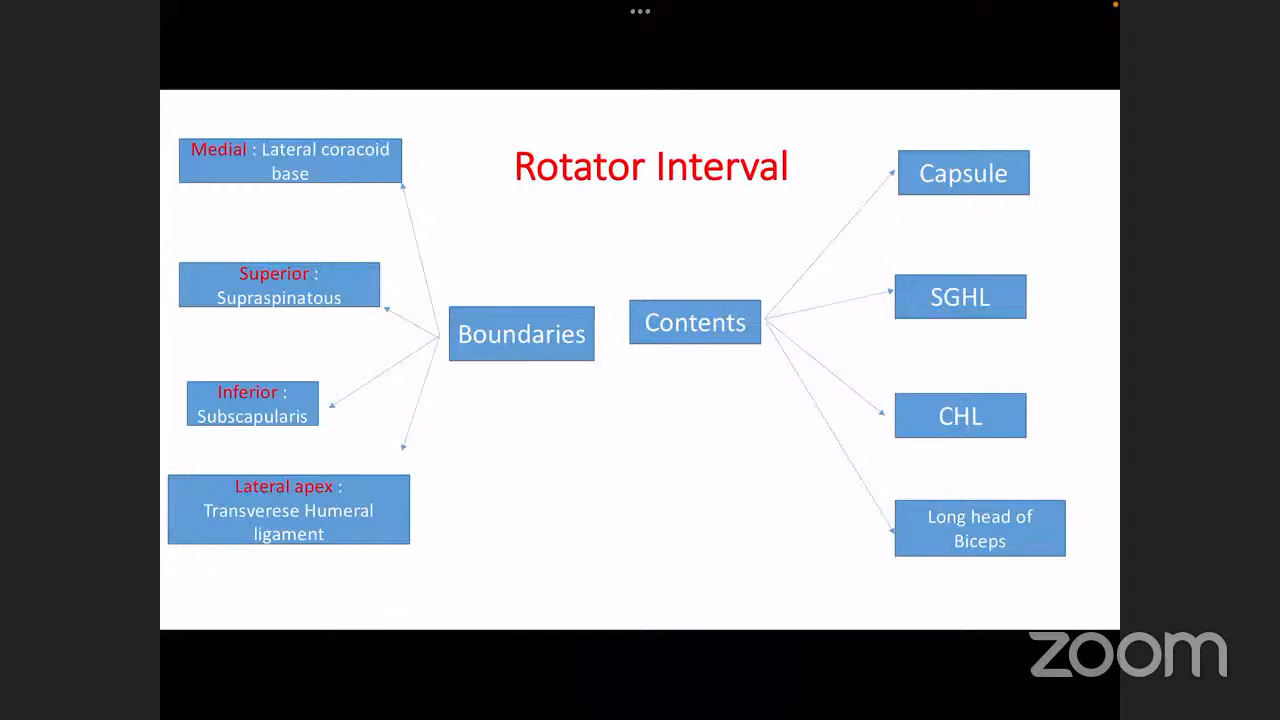 Rotator Interval
Medial : Lateral coracoid
base
Superior :
Supraspinatous
Inferior :
Subscapularis
Lateral apex :
Transverese Humeral
ligament
Boundaries
Contents
Capsule
SGHL
CHL
Long head of
Biceps
zoom